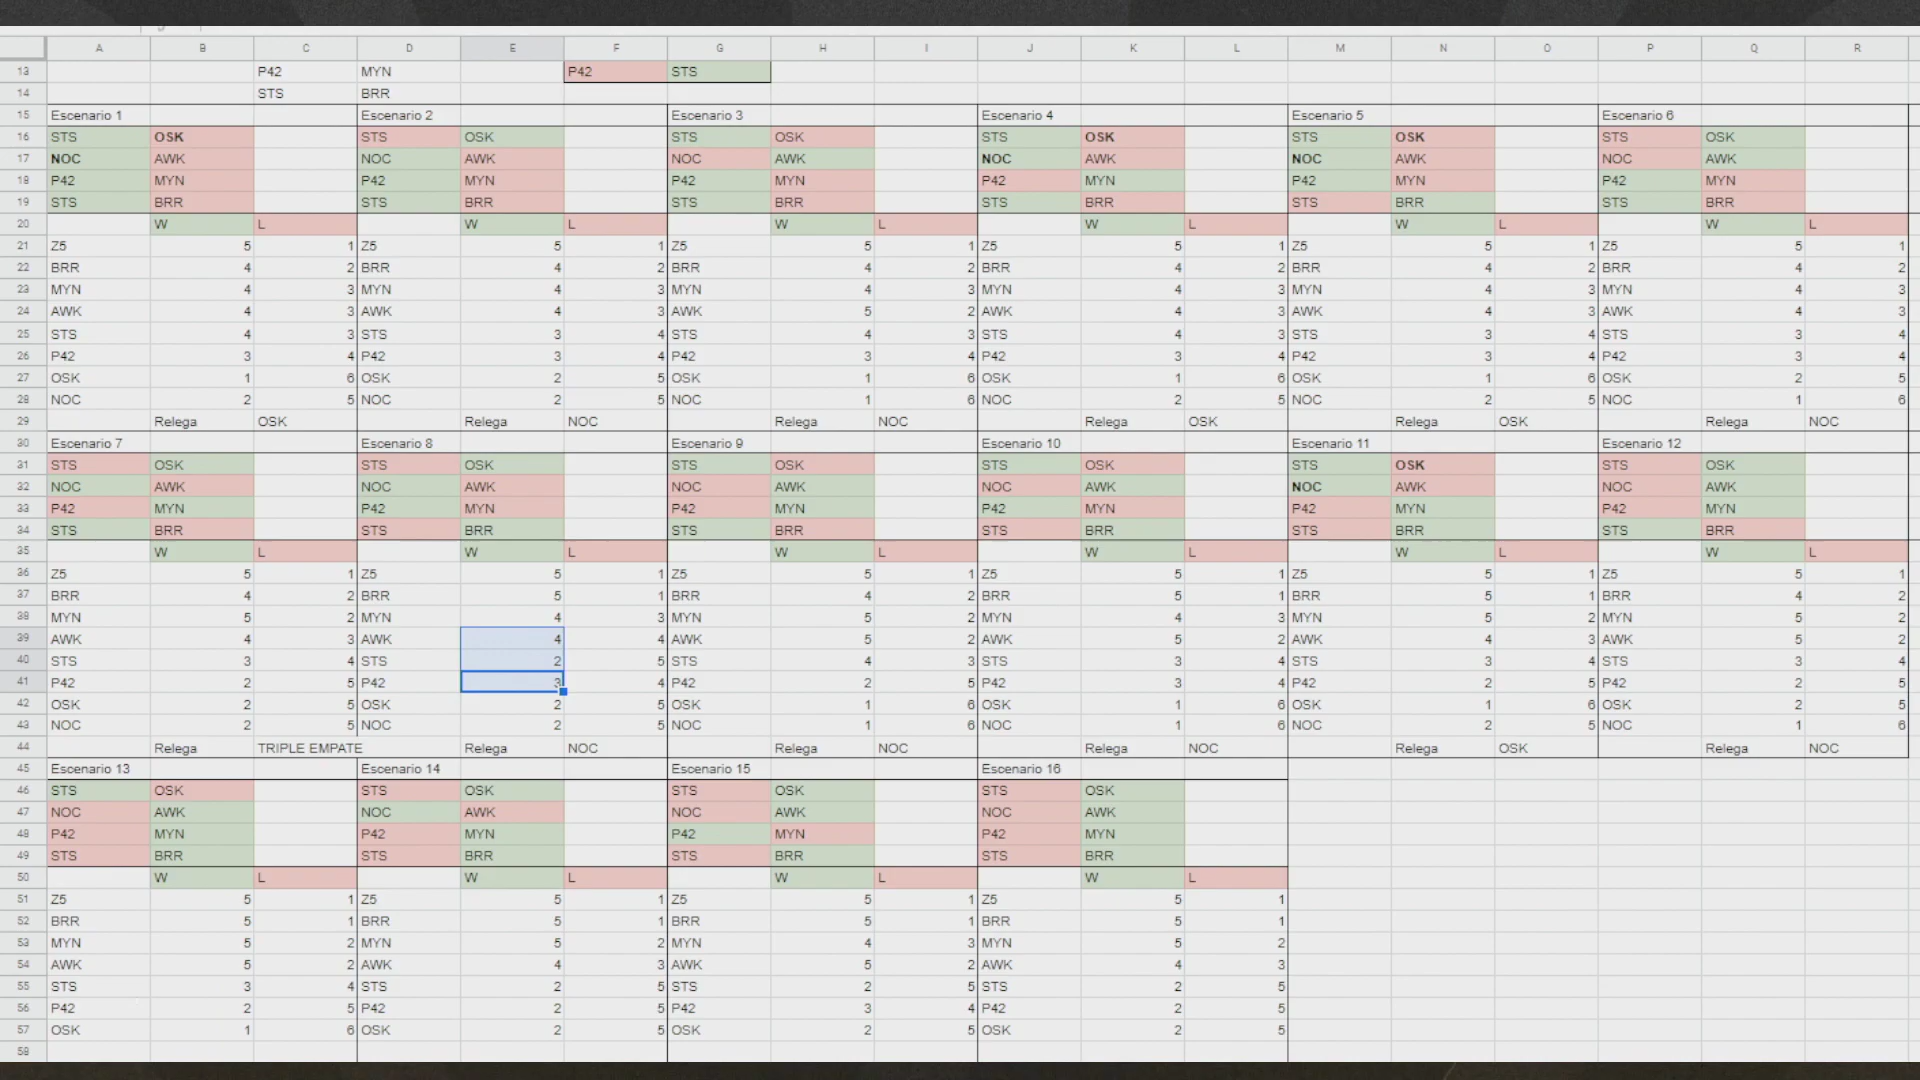 A B C D E F G H I J K L M N O P Q R
13 P42 MYN P42 STS
14 STS BRR
15 Escenario 1 Escenario 2 Escenario 3 Escenario 4 Escenario 5 Escenario 6
16 STS OSK STS OSK STS OSK STS OSK STS OSK STS OSK
17 NOC AWK NOC AWK NOC AWK NOC AWK NOC AWK NOC AWK
18 P42 MYN P42 MYN P42 MYN P42 MYN P42 MYN P42 MYN
19 STS BRR STS BRR STS BRR STS BRR STS BRR STS BRR
20 W L W L W L W L W L W L
21 Z5 5 1 Z5 5 1 Z5 5 1 Z5 5 1 Z5 5 1 Z5 5 1
22 BRR 4 2 BRR 4 2 BRR 4 2 BRR 4 2 BRR 4 2 BRR 4 2
23 MYN 4 3 MYN 4 3 MYN 4 3 MYN 4 3 MYN 4 3 MYN 4 3
24 AWK 4 3 AWK 4 3 AWK 5 2 AWK 4 3 AWK 4 3 AWK 4 3
25 STS 4 3 STS 3 4 STS 4 3 STS 4 3 STS 3 4 STS 3 4
26 P42 3 4 P42 3 4 P42 3 4 P42 3 4 P42 3 4 P42 3 4
27 OSK 1 6 OSK 2 5 OSK 1 6 OSK 1 6 OSK 1 6 OSK 2 5
28 NOC 2 5 NOC 2 5 NOC 1 6 NOC 2 5 NOC 2 5 NOC 1 6
29 Relega OSK Relega NOC Relega NOC Relega OSK Relega OSK Relega NOC
30 Escenario 7 Escenario 8 Escenario 9 Escenario 10 Escenario 11 Escenario 12
31 STS OSK STS OSK STS OSK STS OSK STS OSK STS OSK
32 NOC AWK NOC AWK NOC AWK NOC AWK NOC AWK NOC AWK
33 P42 MYN P42 MYN P42 MYN P42 MYN P42 MYN P42 MYN
34 STS BRR STS BRR STS BRR STS BRR STS BRR STS BRR
35 W L W L W L W L W L W L
36 Z5 5 1 Z5 5 1 Z5 5 1 Z5 5 1 Z5 5 1 Z5 5 1
37 BRR 4 2 BRR 5 1 BRR 4 2 BRR 5 1 BRR 5 1 BRR 4 2
38 MYN 5 2 MYN 4 3 MYN 5 2 MYN 4 3 MYN 5 2 MYN 5 2
39 AWK 4 3 AWK 4 4 AWK 5 2 AWK 5 2 AWK 4 3 AWK 5 2
40 STS 3 4 STS 2 5 STS 4 3 STS 3 4 STS 3 4 STS 3 4
41 P42 2 5 P42 3 4 P42 2 5 P42 3 4 P42 2 5 P42 2 5
42 OSK 2 5 OSK 2 5 OSK 1 6 OSK 1 6 OSK 1 6 OSK 2 5
43 NOC 2 5 NOC 2 5 NOC 1 6 NOC 1 6 NOC 2 5 NOC 1 6
44 Relega TRIPLE EMPATE Relega NOC Relega NOC Relega NOC Relega OSK Relega NOC
45 Escenario 13 Escenario 14 Escenario 15 Escenario 16
46 STS OSK STS OSK STS OSK STS OSK
47 NOC AWK NOC AWK NOC AWK NOC AWK
48 P42 MYN P42 MYN P42 MYN P42 MYN
49 STS BRR STS BRR STS BRR STS BRR
50 W L W L W L W L
51 Z5 5 1 Z5 5 1 Z5 5 1 Z5 5 1
52 BRR 5 1 BRR 5 1 BRR 5 1 BRR 5 1
53 MYN 5 2 MYN 5 2 MYN 4 3 MYN 5 2
54 AWK 5 2 AWK 4 3 AWK 5 2 AWK 4 3
55 STS 3 4 STS 2 5 STS 2 5 STS 2 5
56 P42 2 5 P42 2 5 P42 3 4 P42 2 5
57 OSK 1 6 OSK 2 5 OSK 2 5 OSK 2 5
58